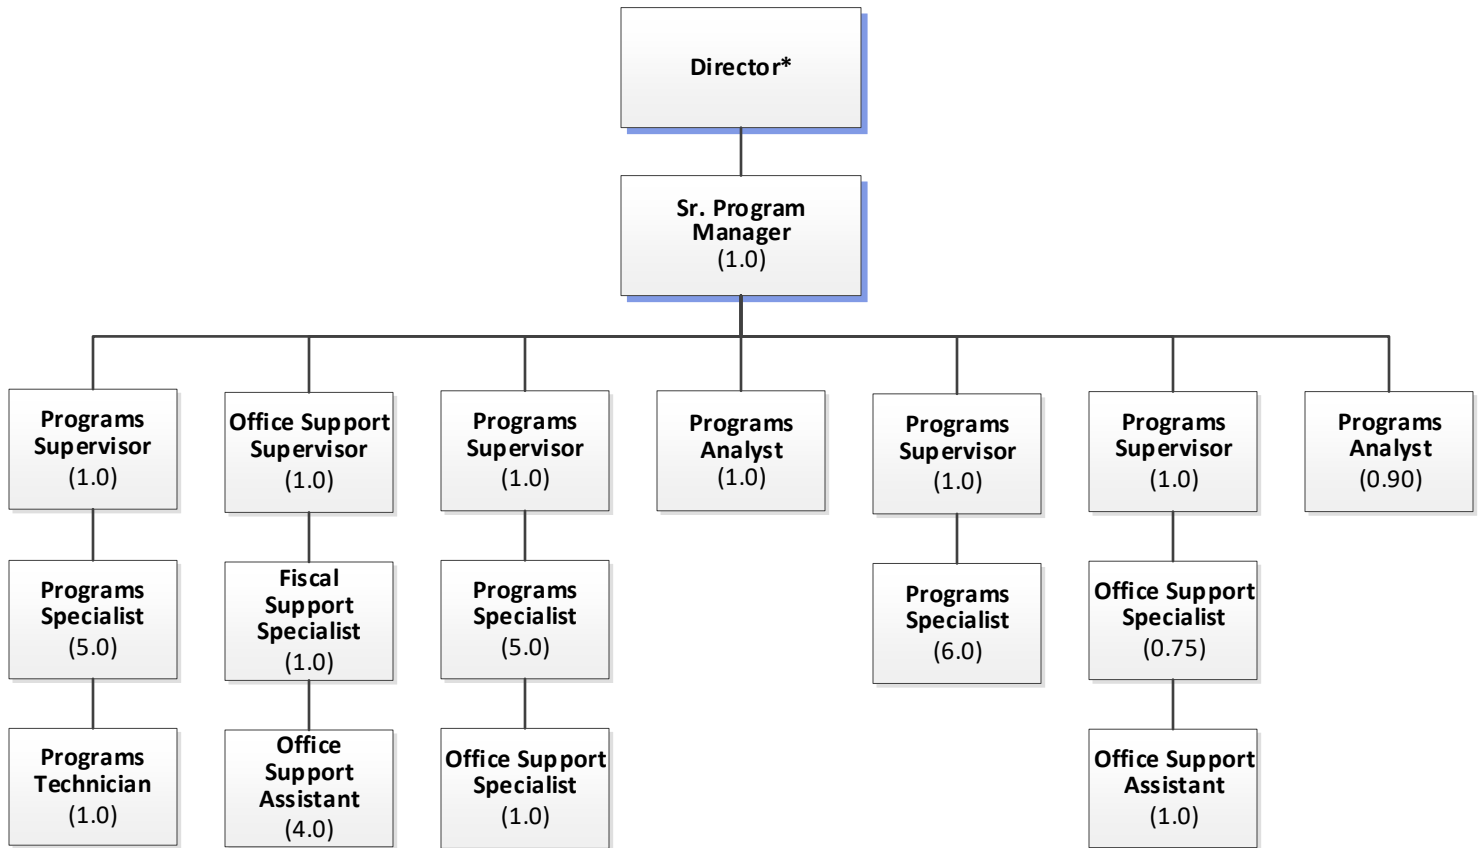 Director*
Sr. Program
Manager
(1.0)
Programs
Supervisor
(1.0)
Office Support
Supervisor
(1.0)
Programs
Supervisor
(1.0)
Programs
Analyst
(1.0)
Programs
Supervisor
(1.0)
Programs
Supervisor
(1.0)
Programs
Analyst
(0.90)
Programs
Specialist
(5.0)
Fiscal
Support
Specialist
(1.0)
Programs
Specialist
(5.0)
Programs
Specialist
(6.0)
Office Support
Specialist
(0.75)
Programs
Technician
(1.0)
Office
Support
Assistant
(4.0)
Office Support
Specialist
(1.0)
Office Support
Assistant
(1.0)